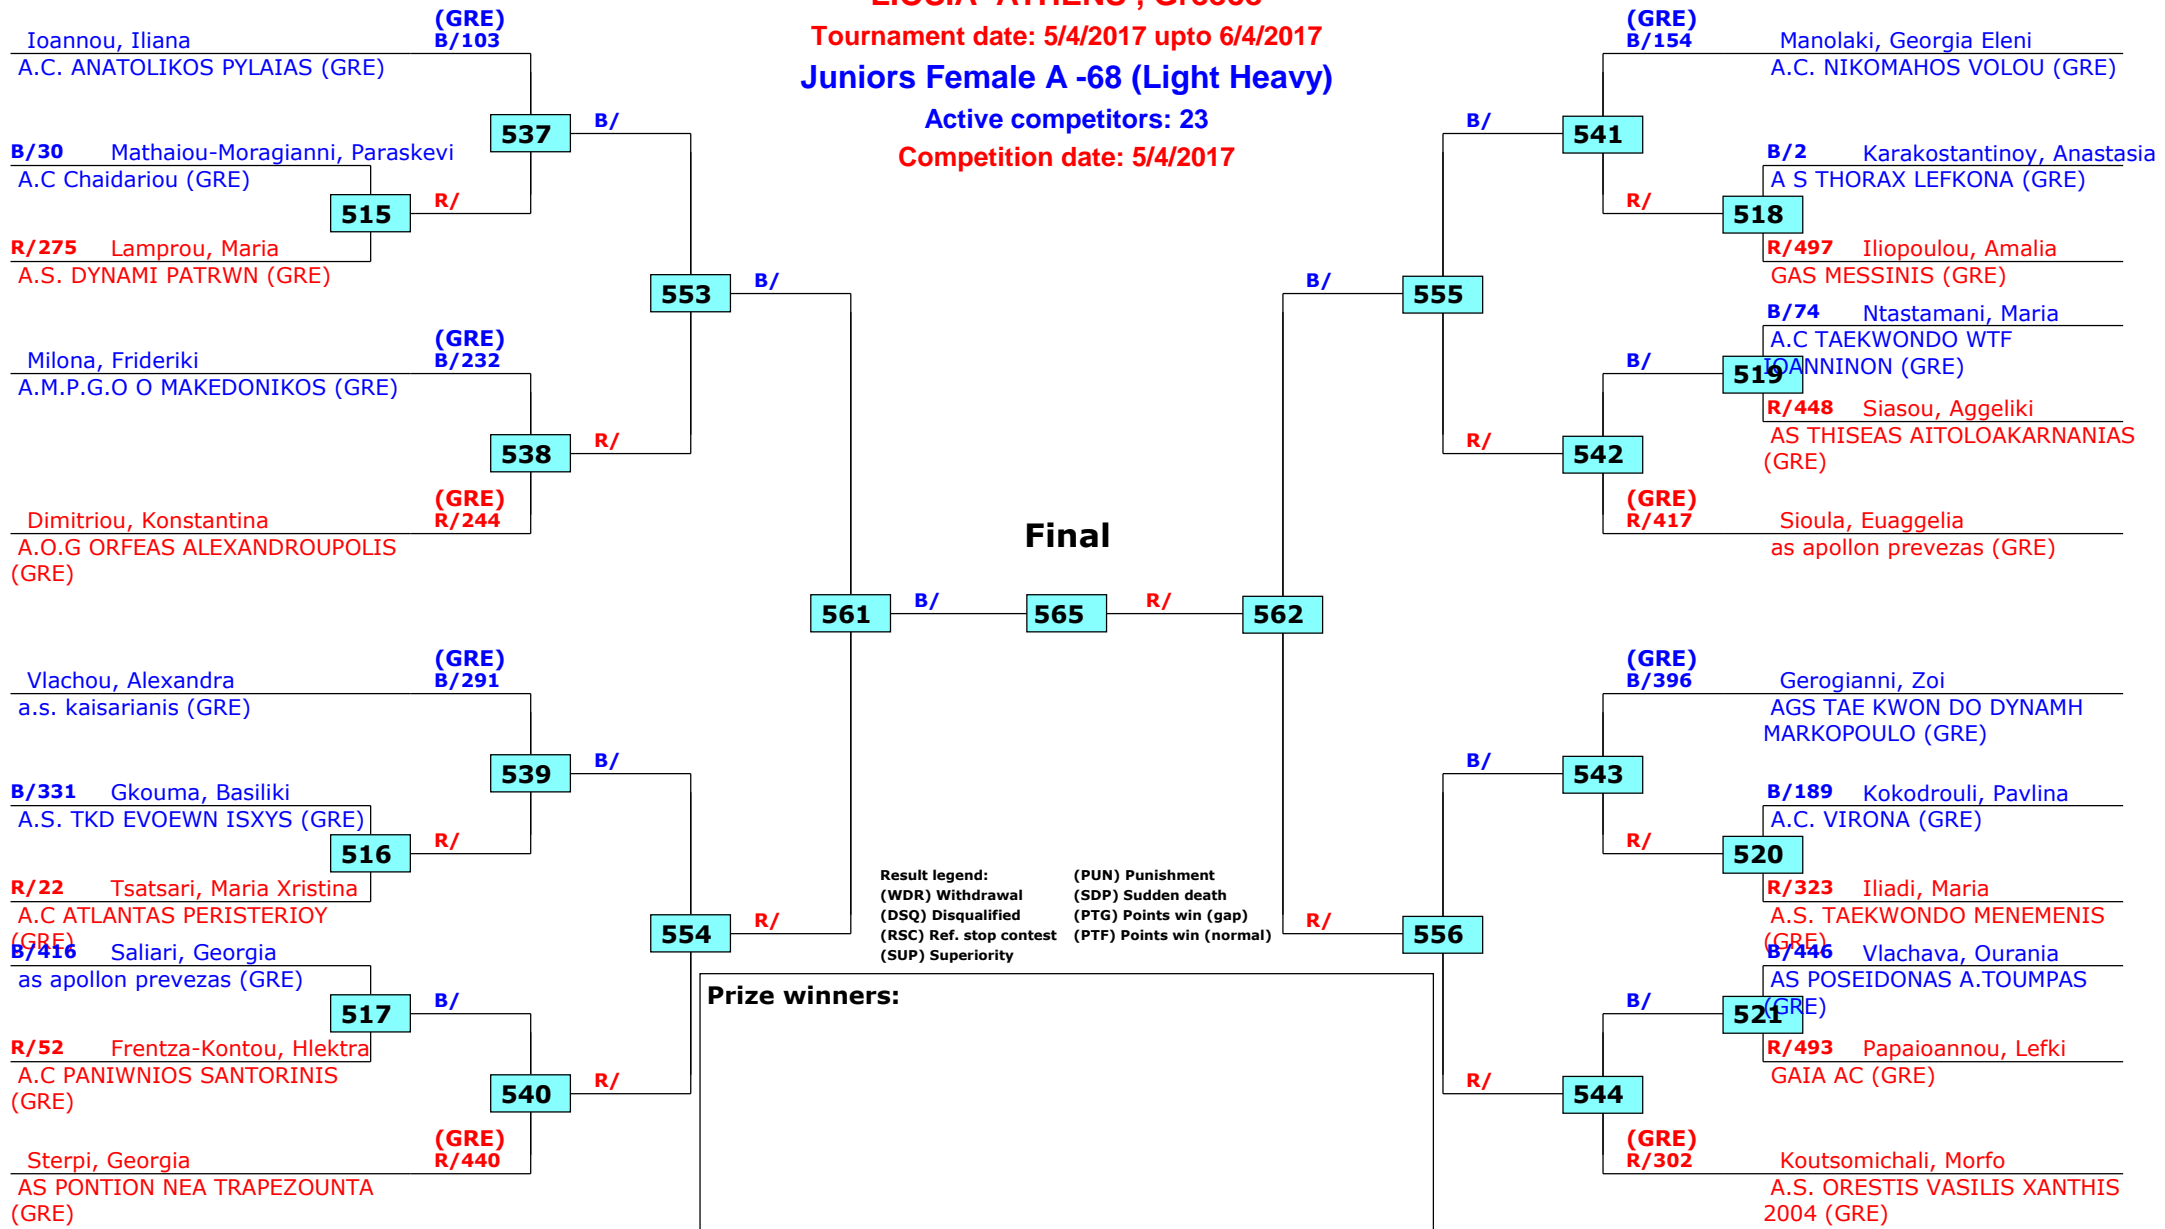 LIOSIA ATHENS , Greece
Tournament date: 5/4/2017 upto 6/4/2017
Juniors Female A -68 (Light Heavy)
Active competitors: 23
Competition date: 5/4/2017
(GRE)
Ioannou, Iliana B/103
A.C. ANATOLIKOS PYLAIAS (GRE)
537
B/
B/30 Mathaiou-Moragianni, Paraskevi
A.C Chaidariou (GRE)
515
R/
R/275 Lamprou, Maria
A.S. DYNAMI PATRWN (GRE)
553
B/
(GRE)
Milona, Frideriki B/232
A.M.P.G.O O MAKEDONIKOS (GRE)
538
R/
(GRE)
Dimitriou, Konstantina R/244
A.O.G ORFEAS ALEXANDROUPOLIS
(GRE)
Final
561
B/
565
R/
562
(GRE)
Vlachou, Alexandra B/291
a.s. kaisarianis (GRE)
539
B/
B/331 Gkouma, Basiliki
A.S. TKD EVOEWN ISXYS (GRE)
516
R/
R/22 Tsatsari, Maria Xristina
A.C ATLANTAS PERISTERIOY
(GRE)
554
R/
B/416 Saliari, Georgia
as apollon prevezas (GRE)
517
B/
R/52 Frentza-Kontou, Hlektra
A.C PANIWNIOS SANTORINIS
(GRE)
540
R/
(GRE)
Sterpi, Georgia R/440
AS PONTION NEA TRAPEZOUNTA
(GRE)
Result legend: (PUN) Punishment
(WDR) Withdrawal (SDP) Sudden death
(DSQ) Disqualified (PTG) Points win (gap)
(RSC) Ref. stop contest (PTF) Points win (normal)
(SUP) Superiority
Prize winners:
(GRE)
B/154 Manolaki, Georgia Eleni
A.C. NIKOMAHOS VOLOU (GRE)
B/
541
B/2 Karakostantinoy, Anastasia
A S THORAX LEFKONA (GRE)
R/
518
R/497 Iliopoulou, Amalia
GAS MESSINIS (GRE)
B/
555
B/74 Ntastamani, Maria
A.C TAEKWONDO WTF
IOANNINON (GRE)
B/
519
R/448 Siasou, Aggeliki
AS THISEAS AITOLOAKARNANIAS
(GRE)
R/
542
(GRE)
R/417 Sioula, Euaggelia
as apollon prevezas (GRE)
(GRE)
B/396 Gerogianni, Zoi
AGS TAE KWON DO DYNAMH
MARKOPOULO (GRE)
B/
543
B/189 Kokodrouli, Pavlina
A.C. VIRONA (GRE)
R/
520
R/323 Iliadi, Maria
A.S. TAEKWONDO MENEMENIS
(GRE)
R/
556
B/446 Vlachava, Ourania
AS POSEIDONAS A.TOUMPAS
(GRE)
B/
521
R/493 Papaioannou, Lefki
GAIA AC (GRE)
R/
544
(GRE)
R/302 Koutsomichali, Morfo
A.S. ORESTIS VASILIS XANTHIS
2004 (GRE)